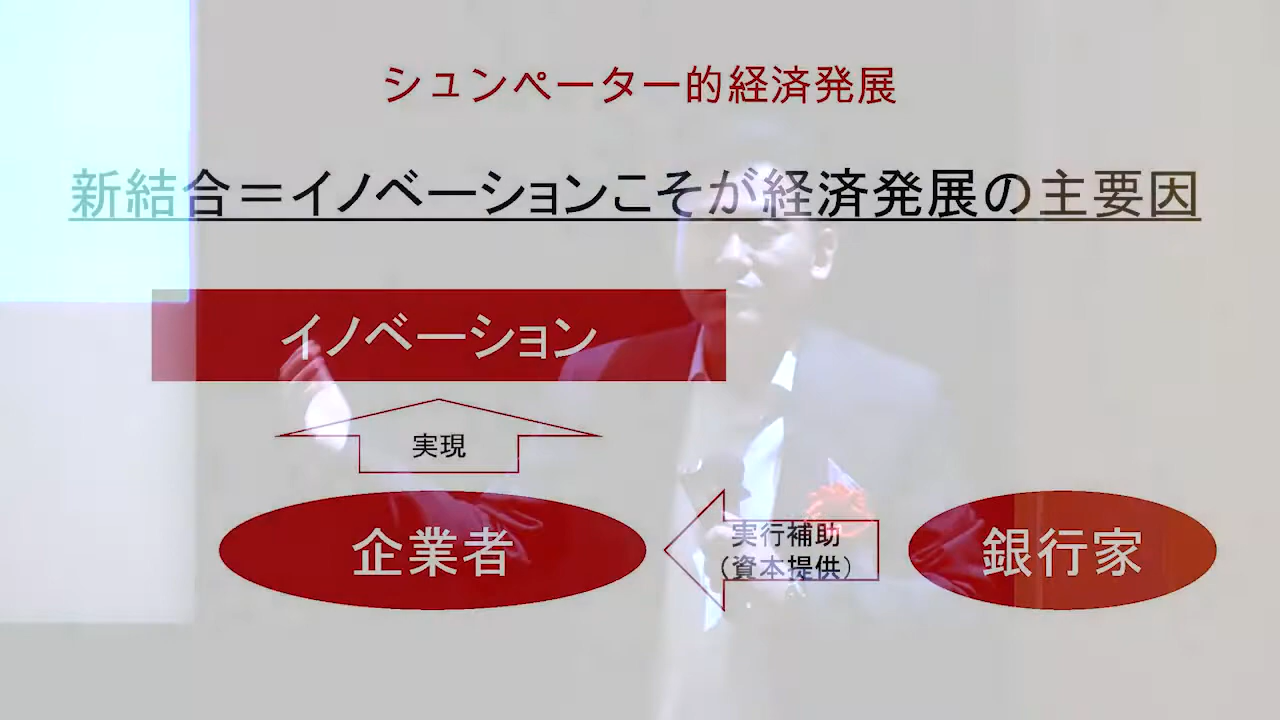 シュンペーター的経済発展
新結合＝イノベーションこそが経済発展の主要因
イノベーション
実現
企業者
実行補助
（資本提供）
銀行家